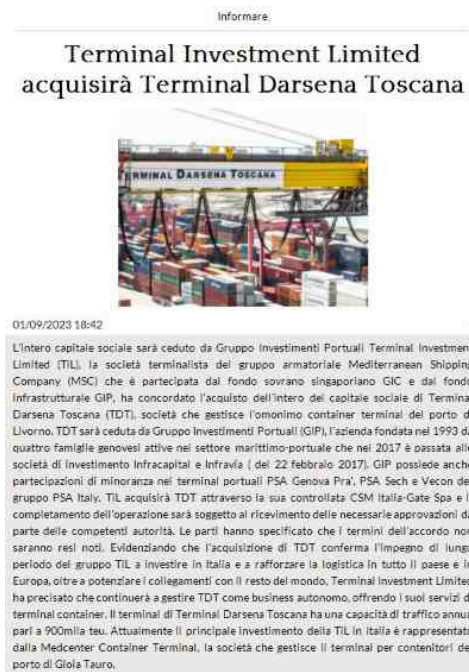 Informare
Terminal Investment Limited
acquisirà Terminal Darsena Toscana
RMINAL DARSENA TOSCANA
01/09/2023 18:42
L'intero capitale sociale sarà ceduto da Gruppo Investimenti Portuali Terminal Investmen
Limited (TiL), la società terminalista del gruppo armatoriale Mediterranean Shipping
Company (MSC) che è partecipata dal fondo sovrano singaporiano GIC e dal fondo
infrastrutturale GIP, ha concordato l'acquisto dell'intero del capitale sociale di Termina
Darsena Toscana (TDT), società che gestisce l'omonimo container terminal del porto d
Livorno. TDT sarà ceduta da Gruppo Investimenti Portuali (GIP), l'azienda fondata nel 1993 da
quattro famiglie genovesi attive nel settore marittimo-portuale che nel 2017 è passata all
società di investimento Infracapital e Infravia ( del 22 febbraio 2017). GIP possiede anche
partecipazioni di minoranza nei terminal portuali PSA Genova Pra', PSA Sech e Vecon de
gruppo PSA Italy. TiL acquisirà TDT attraverso la sua controllata CSM Italia-Gate Spa e i
completamento dell'operazione sarà soggetto al ricevimento delle necessarie approvazioni da
parte delle competenti autorità. Le parti hanno specificato che i termini dell'accordo non
saranno resi noti. Evidenziando che l'acquisizione di TDT conferma l'impegno di lungo
periodo del gruppo TiL a investire in Italia e a rafforzare la logistica in tutto il paese e in
Europa, oltre a potenziare i collegamenti con il resto del mondo, Terminal Investment Limited
ha precisato che continuerà a gestire TDT come business autonomo, offrendo i suoi servizi d
terminal container. Il terminal di Terminal Darsena Toscana ha una capacità di traffico annua
pari a 900mila teu. Attualmente il principale investimento della TiL in Italia è rappresentato
dalla Medcenter Container Terminal, la società che gestisce il terminal per contenitori de
porto di Gioia Tauro.